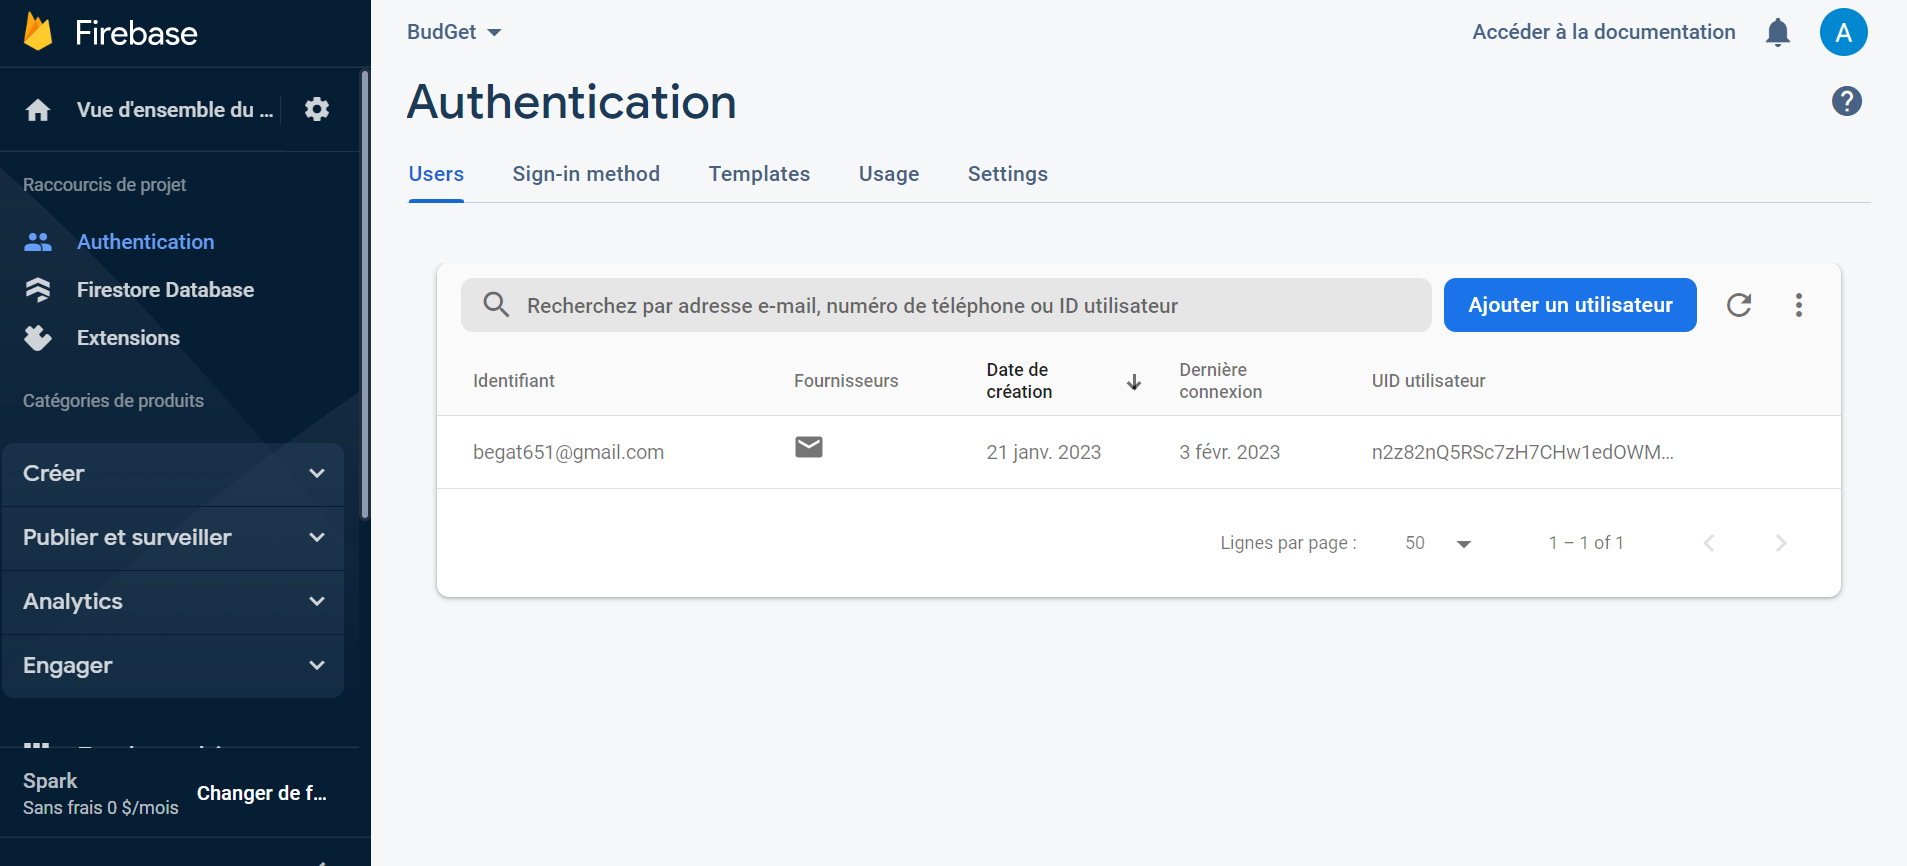 Firebase
Vue d'ensemble du ...
Raccourcis de projet
Authentication
Firestore Database
Extensions
Catégories de produits
Créer
Publier et surveiller
Analytics
Engager
Spark
Sans frais 0 $/mois
Changer de f...
BudGet
Accéder à la documentation
A
Authentication
Users Sign-in method Templates Usage Settings
Recherchez par adresse e-mail, numéro de téléphone ou ID utilisateur
Ajouter un utilisateur
Identifiant
Fournisseurs
Date de
création
Dernière
connexion
UID utilisateur
begat651@gmail.com
21 janv. 2023
3 févr. 2023
n2z82nQ5RSc7zH7CHw1edOWM...
Lignes par page :
50
1 – 1 of 1